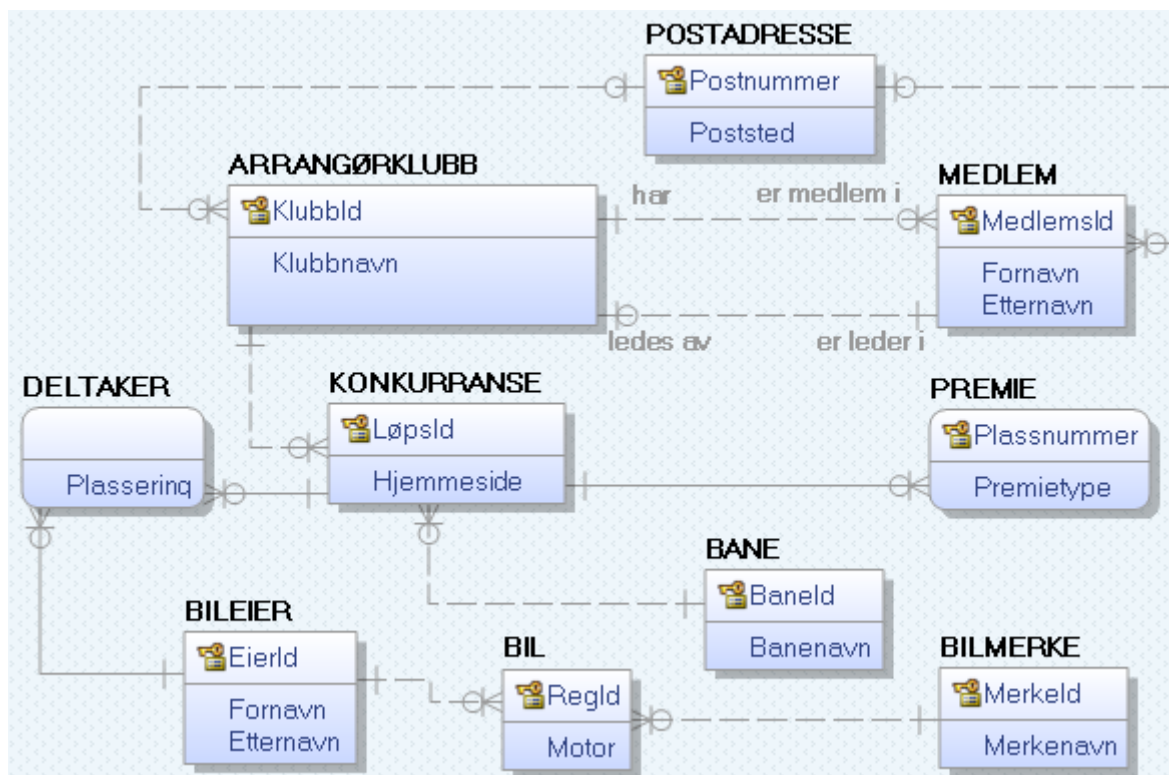 POSTADRESSE
Postnummer
Poststed
ARRANGØRKLUBB
KlubbId
Klubbnavn
har
er medlem i
MEDLEM
MedlemsId
Fornavn
Etternavn
ledes av
er leder i
DELTAKER
Plassering
KONKURRANSE
LøpsId
Hjemmeside
PREMIE
Plassnummer
Premietype
BANE
BaneId
Banenavn
BILEIER
EierId
Fornavn
Etternavn
BIL
RegId
Motor
BILMERKE
MerkeId
Merkenavn